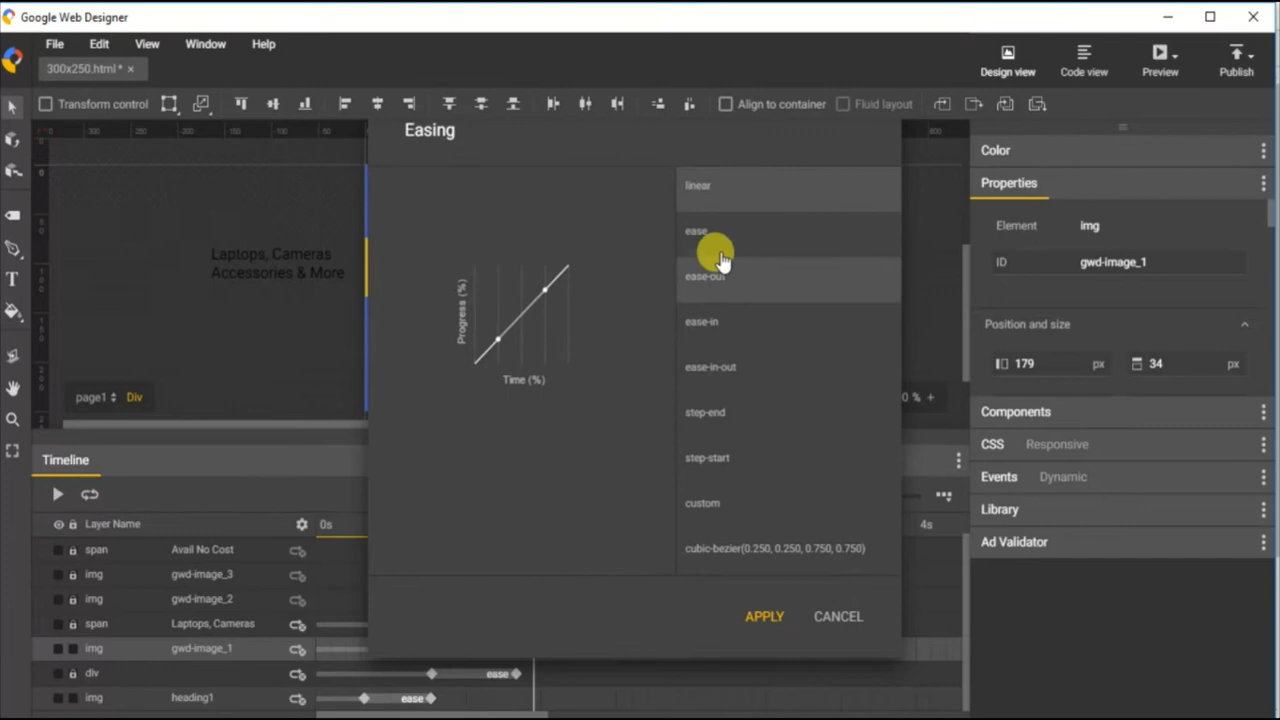 Google Web Designer
File Edit View Window Help
300x250.html* ×
Design view Code view Preview Publish
Transform control Align to container Fluid layout
Easing
linear
ease
ease-out
ease-in
ease-in-out
step-end
step-start
custom
cubic-bezier(0.250, 0.250, 0.750, 0.750)
Progress (%)
Time (%)
APPLY CANCEL
Laptops, Cameras
Accessories & More
page1 Div
% +
Color
Properties
Element img
ID gwd-image_1
Position and size
179 px 34 px
Components
CSS Responsive
Events Dynamic
Library
Ad Validator
Timeline
Layer Name 0s 4s
span Avail No Cost
img gwd-image_3
img gwd-image_2
span Laptops, Cameras
img gwd-image_1
div ease
img heading1 ease